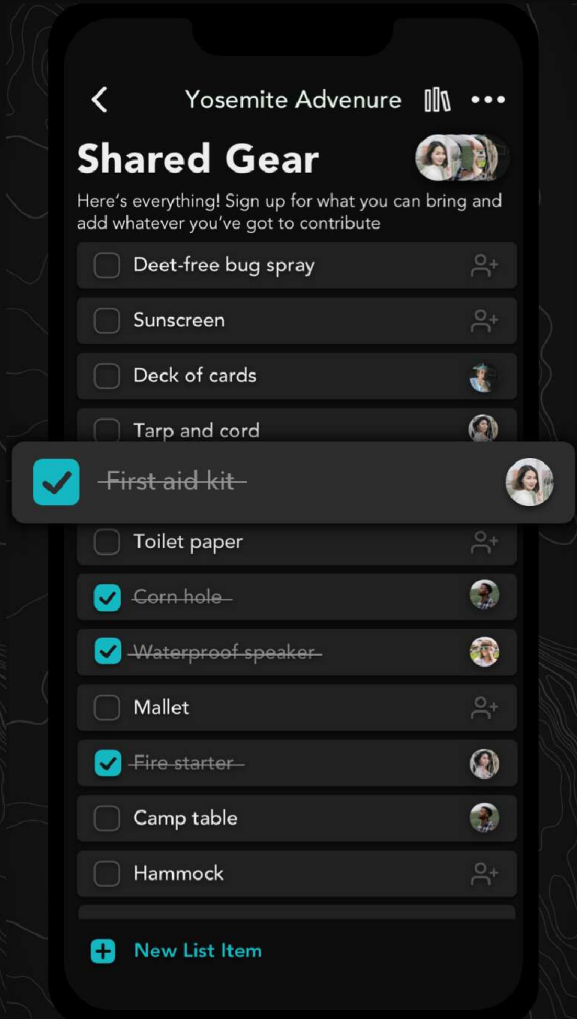 Yosemite Advenure
Shared Gear
Here's everything! Sign up for what you can bring and
add whatever you've got to contribute
Deet-free bug spray
Sunscreen
Deck of cards
Tarp and cord
First aid kit
Toilet paper
Corn hole
Waterproof speaker
Mallet
Fire starter
Camp table
Hammock
New List Item